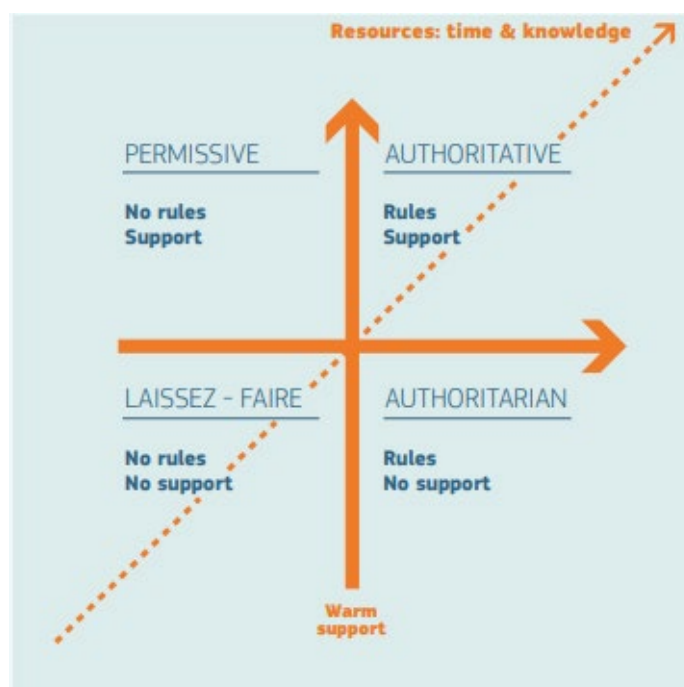 Resources: time & knowledge
PERMISSIVE
No rules
Support
AUTHORITATIVE
Rules
Support
LAISSEZ - FAIRE
No rules
No support
AUTHORITARIAN
Rules
No support
Warm
support